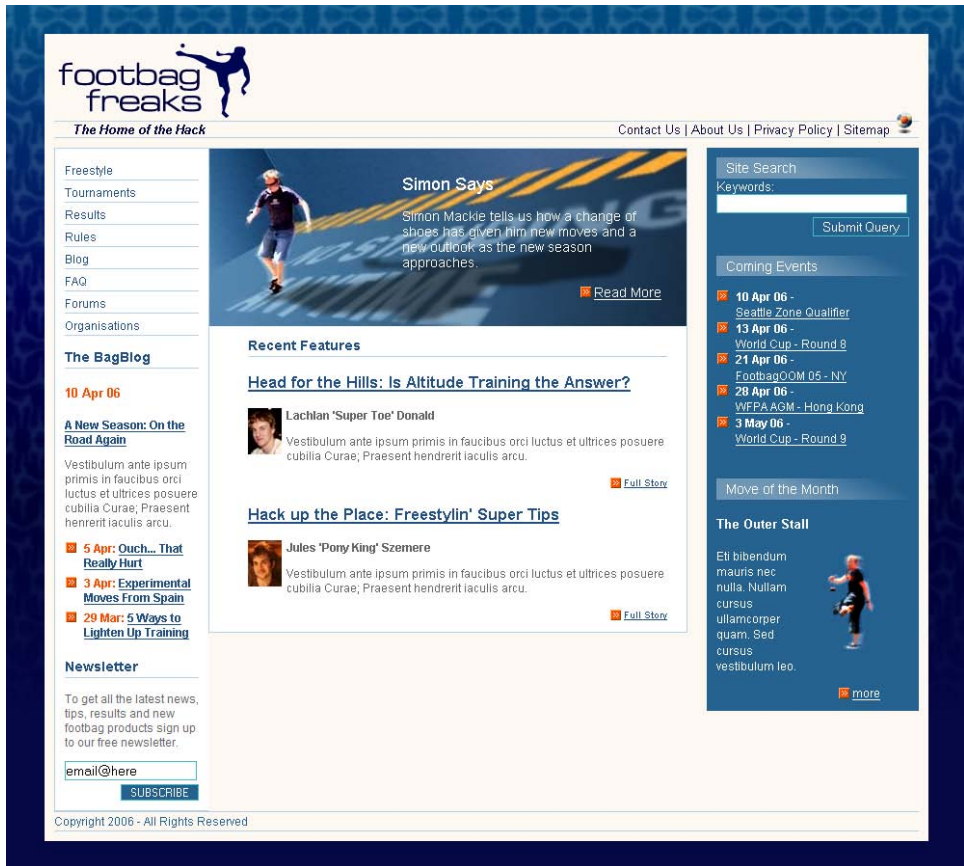 footbag
freaks
The Home of the Hack
Contact Us | About Us | Privacy Policy | Sitemap
Freestyle
Tournaments
Results
Rules
Blog
FAQ
Forums
Organisations
The BagBlog
10 Apr 06
A New Season: On the
Road Again
Vestibulum ante ipsum
primis in faucibus orci
luctus et ultrices posuere
cubilia Curae; Praesent
henrerit iaculis arcu.
5 Apr: Ouch... That
Really Hurt
3 Apr: Experimental
Moves From Spain
29 Mar: 5 Ways to
Lighten Up Training
Newsletter
To get all the latest news,
tips, results and new
footbag products sign up
to our free newsletter.
email@here
SUBSCRIBE
Simon Says
Simon Mackie tells us how a change of
shoes has given him new moves and a
new outlook as the new season
approaches.
Read More
Recent Features
Head for the Hills: Is Altitude Training the Answer?
Lachlan 'Super Toe' Donald
Vestibulum ante ipsum primis in faucibus orci luctus et ultrices posuere
cubilia Curae; Praesent hendrerit iaculis arcu.
Full Story
Hack up the Place: Freestylin' Super Tips
Jules 'Pony King' Szemere
Vestibulum ante ipsum primis in faucibus orci luctus et ultrices posuere
cubilia Curae; Praesent hendrerit iaculis arcu.
Full Story
Site Search
Keywords:
Submit Query
Coming Events
10 Apr 06 -
Seattle Zone Qualifier
13 Apr 06 -
World Cup - Round 8
21 Apr 06 -
FootbagOOM 05 - NY
28 Apr 06 -
WFPA AGM - Hong Kong
3 May 06 -
World Cup - Round 9
Move of the Month
The Outer Stall
Eti bibendum
mauris nec
nulla. Nullam
cursus
ullamcorper
quam. Sed
cursus
vestibulum leo.
more
Copyright 2006 - All Rights Reserved